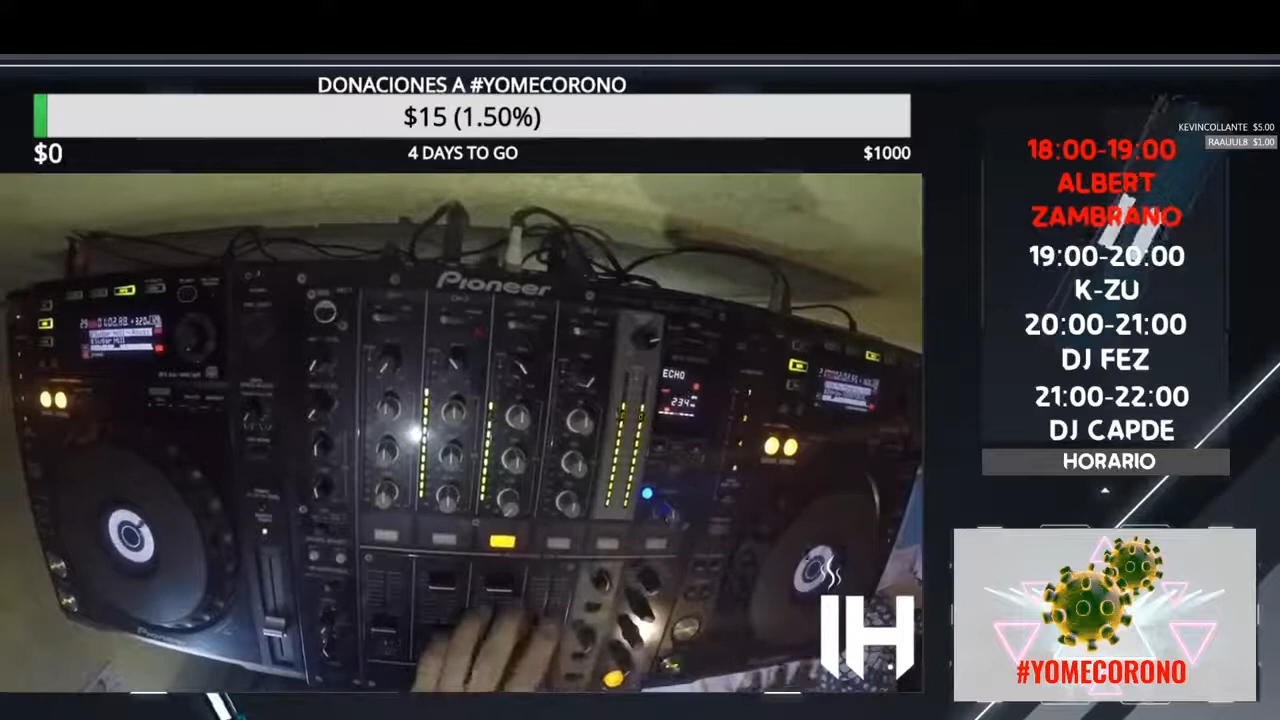 DONACIONES A #YOMECORONO
$15 (1.50%)
$0
4 DAYS TO GO
$1000
KEVINCOLLANTE $5.00
RAAUUL8 $1.00
18:00-19:00
ALBERT
ZAMBRANO
19:00-20:00
K-ZU
20:00-21:00
DJ FEZ
21:00-22:00
DJ CAPDE
HORARIO
Pioneer
ECHO
234
IH
#YOMECORONO